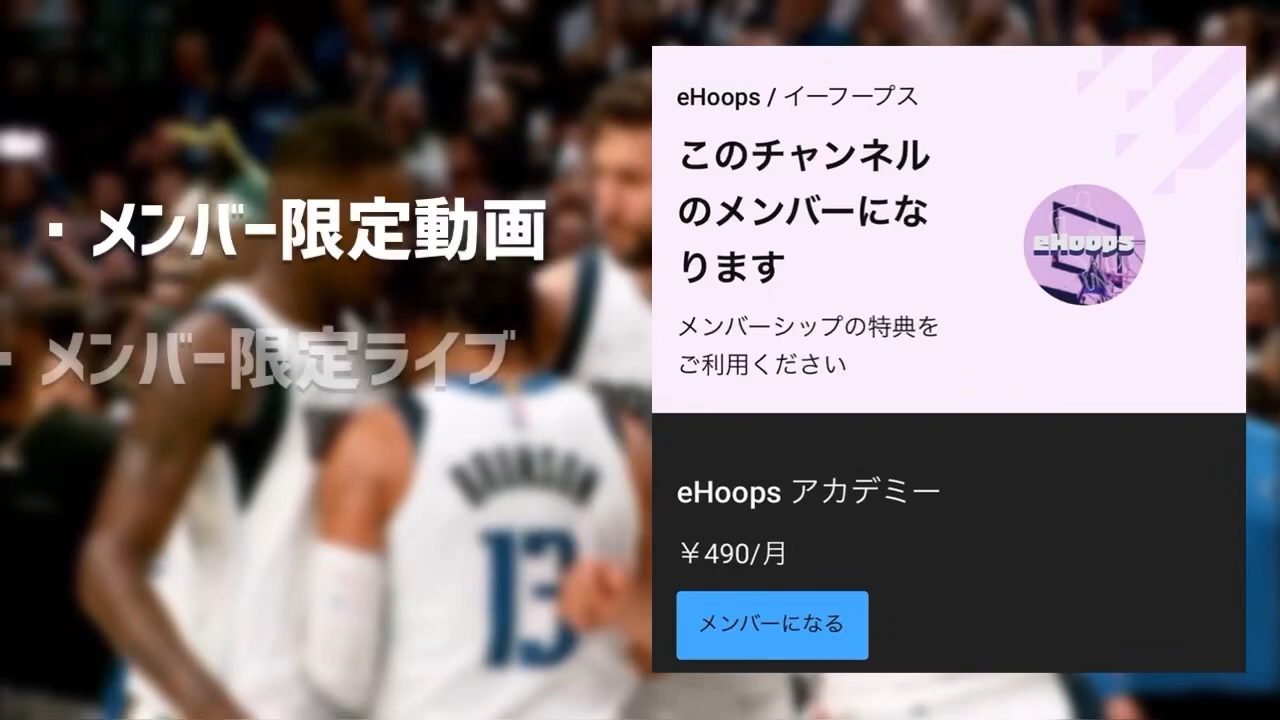 ・メンバー限定動画
・メンバー限定ライブ
BRUNSON
13
eHoops / イーフープス
このチャンネル
のメンバーにな
ります
メンバーシップの特典を
ご利用ください
eHoops
eHoops アカデミー
￥490/月
メンバーになる